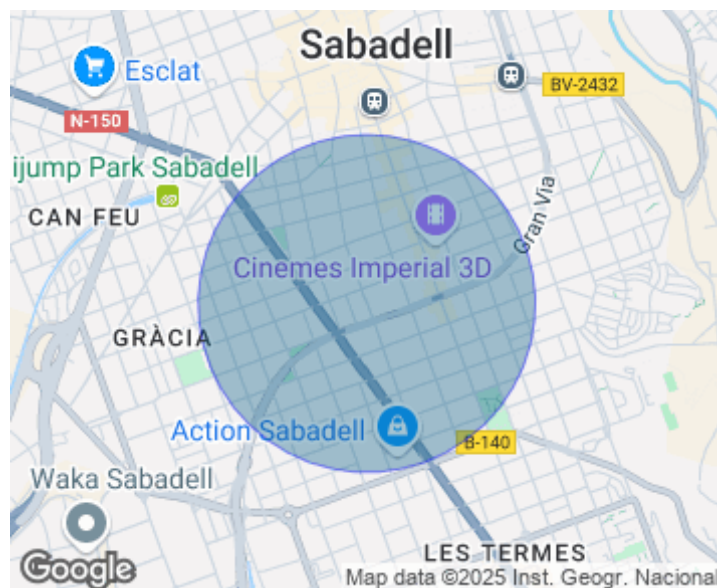 Sabadell
Esclat
BV-2432
N-150
ijump Park Sabadell
CAN FEU
Gran Via
Cinemes Imperial 3D
GRÀCIA
Action Sabadell
B-140
Waka Sabadell
LES TERMES
Google
Map data ©2025 Inst. Geogr. Nacional